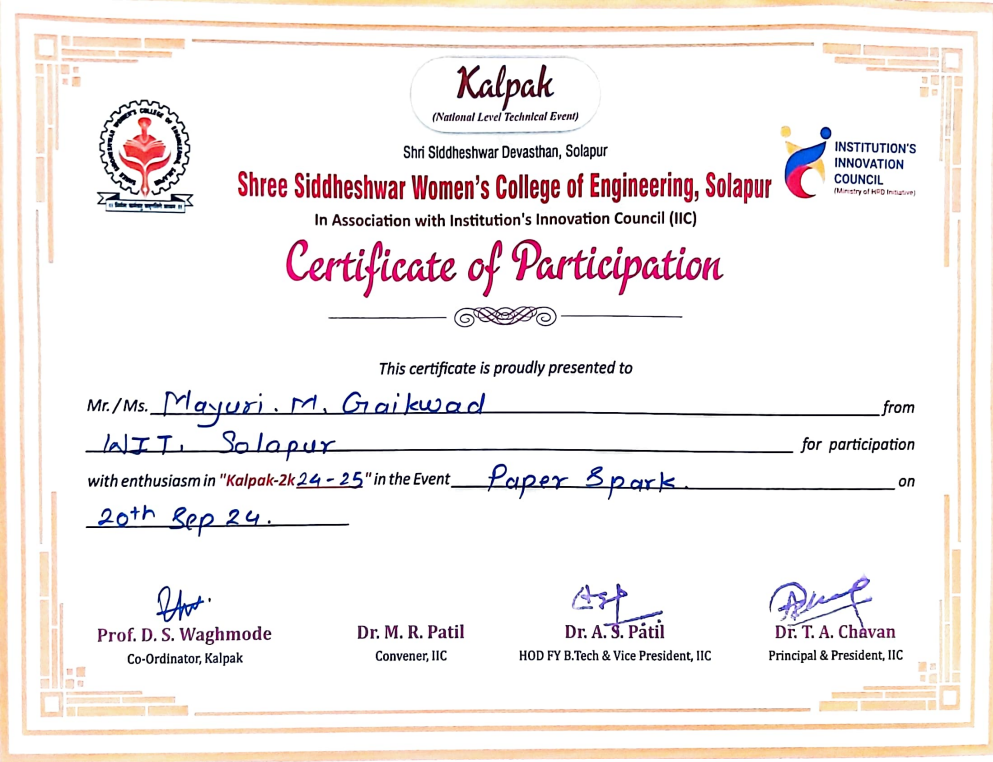 Kalpak
(National Level Technical Event)
Shri Siddheshwar Devasthan, Solapur
INSTITUTION'S
INNOVATION
COUNCIL
(Ministry of HRD Initiative)
Shree Siddheshwar Women's College of Engineering, Solapur
In Association with Institution's Innovation Council (IIC)
Certificate of Participation
This certificate is proudly presented to
Mr./Ms. Mayuri. M. Gaikwad from
WIT, Solapur for participation
with enthusiasm in "Kalpak-2k24-25" in the Event Paper Spark. on
20th Sep 24.
Prof. D. S. Waghmode
Co-Ordinator, Kalpak
Dr. M. R. Patil
Convener, IIC
Dr. A. S. Patil
HOD FY B.Tech & Vice President, IIC
Dr. T. A. Chavan
Principal & President, IIC